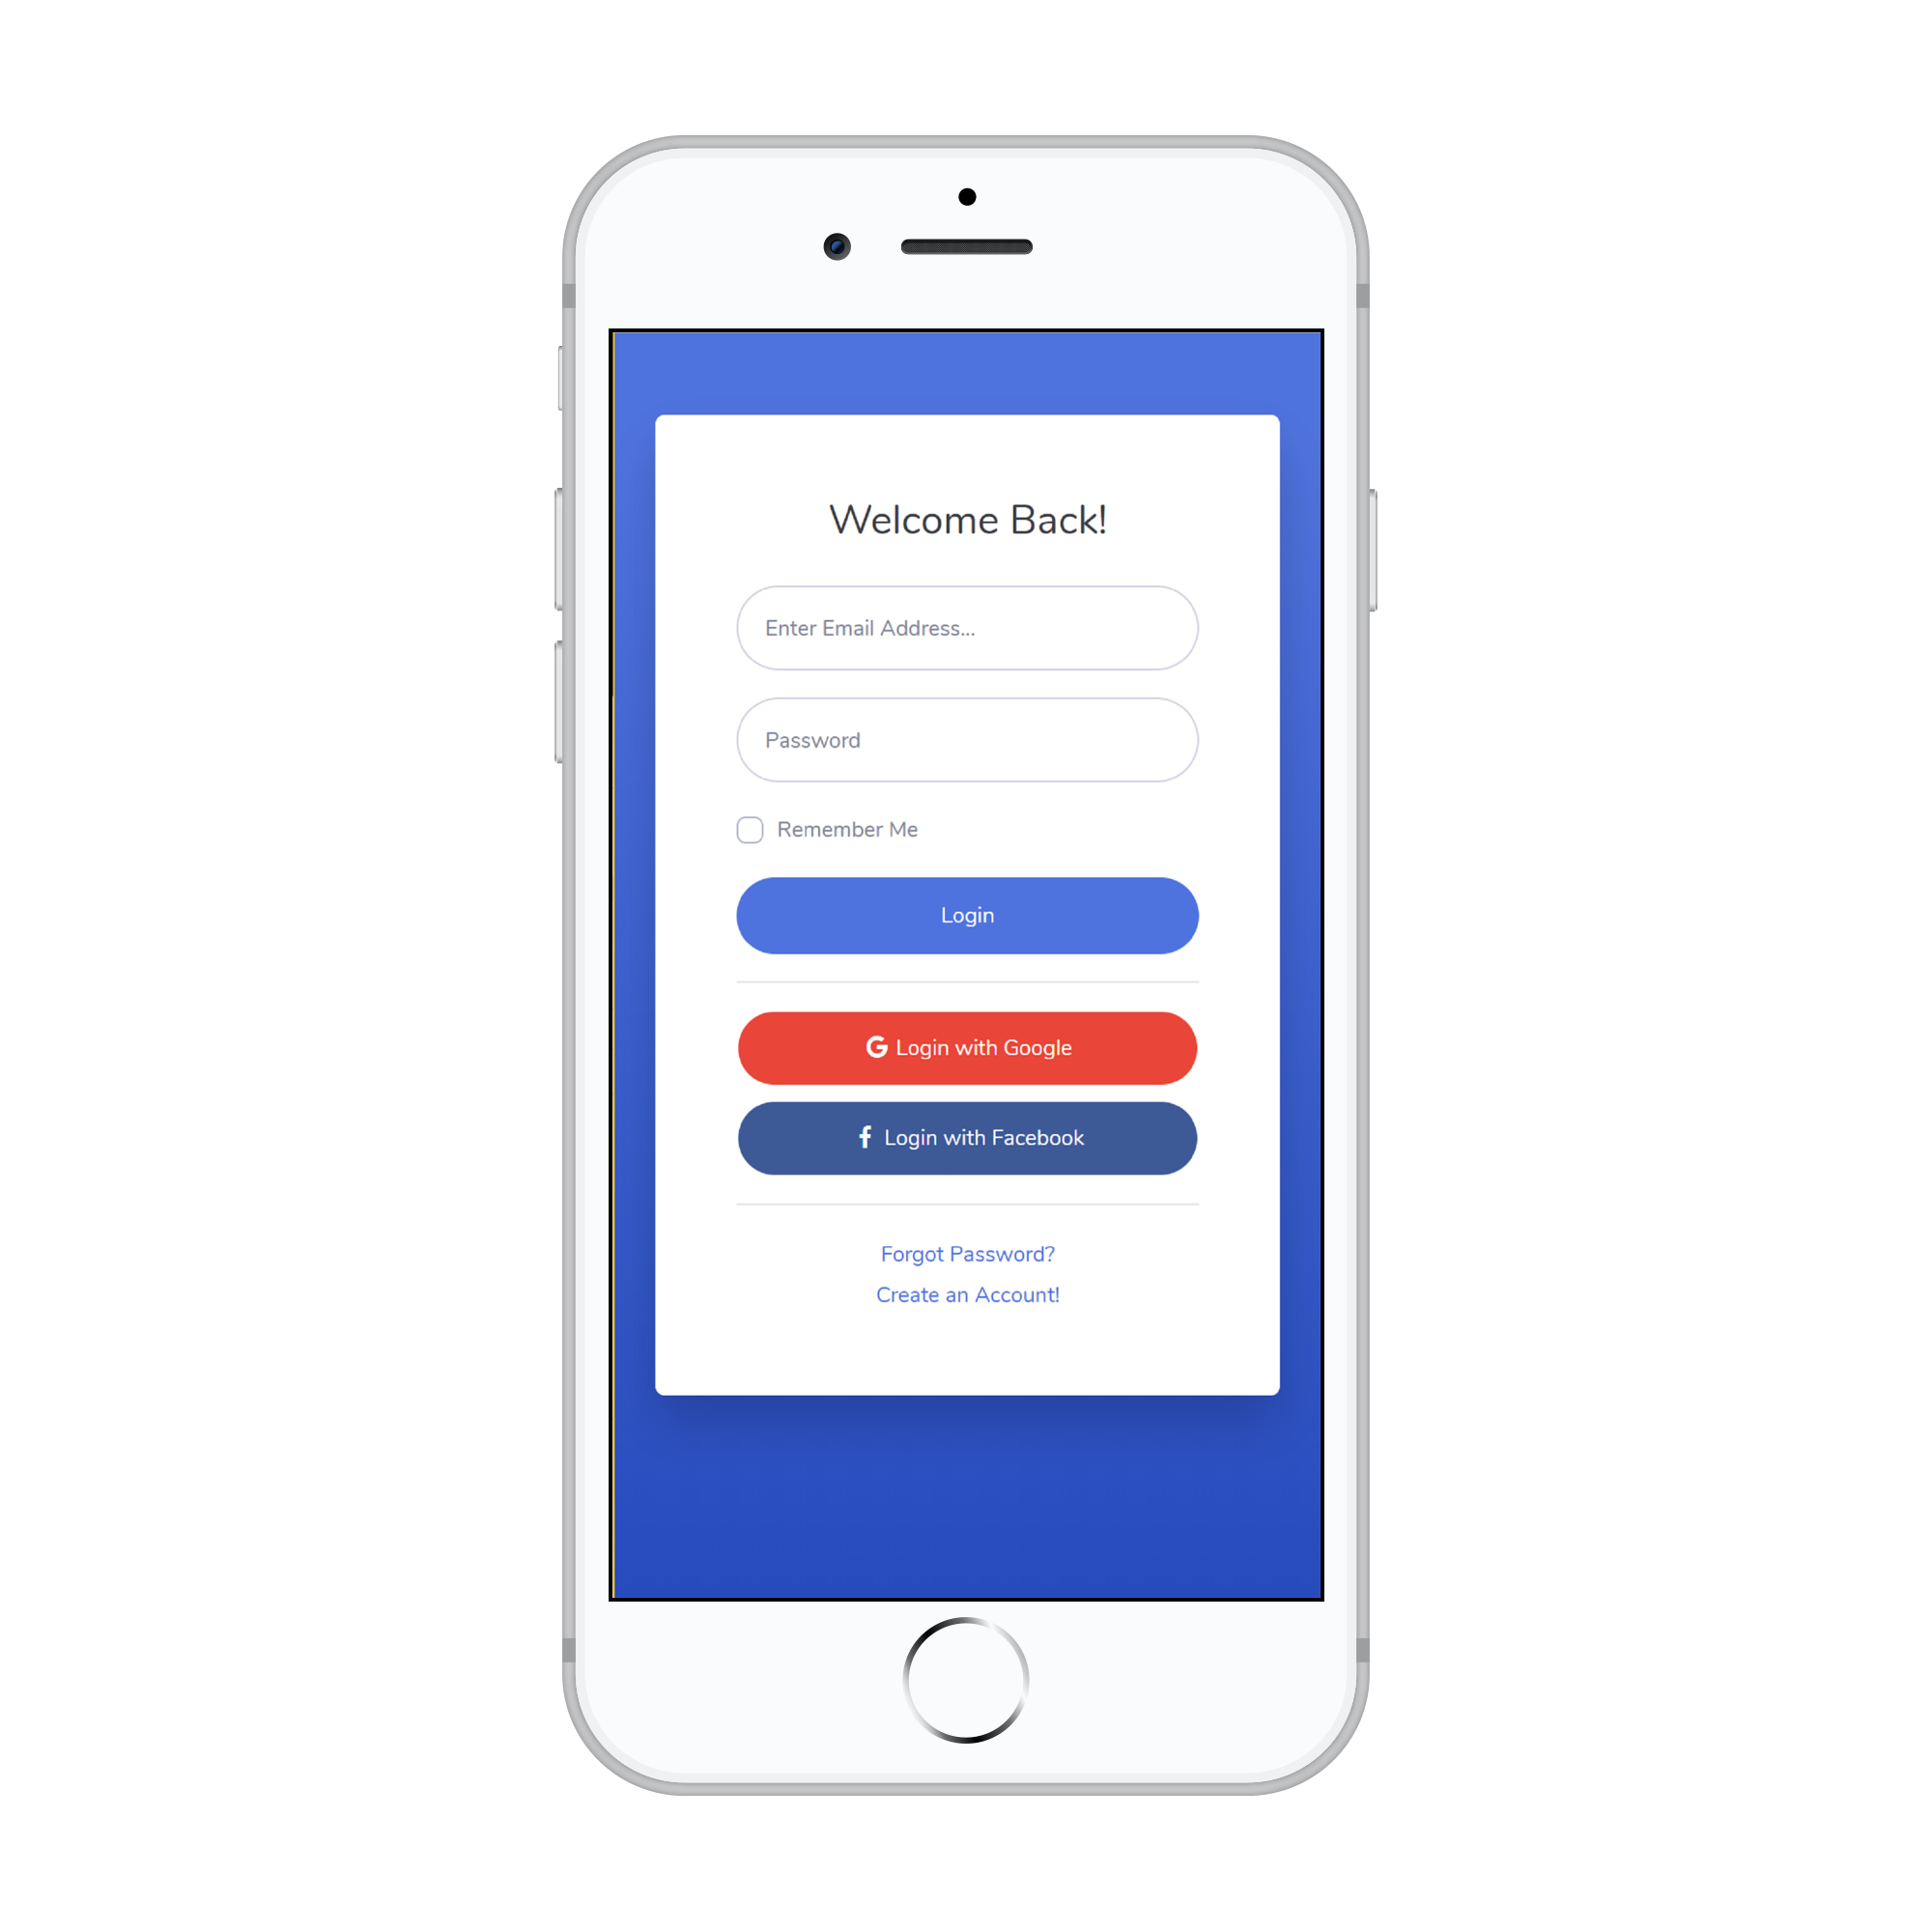 Welcome Back!
Enter Email Address...
Password
Remember Me
Login
Login with Google
Login with Facebook
Forgot Password?
Create an Account!